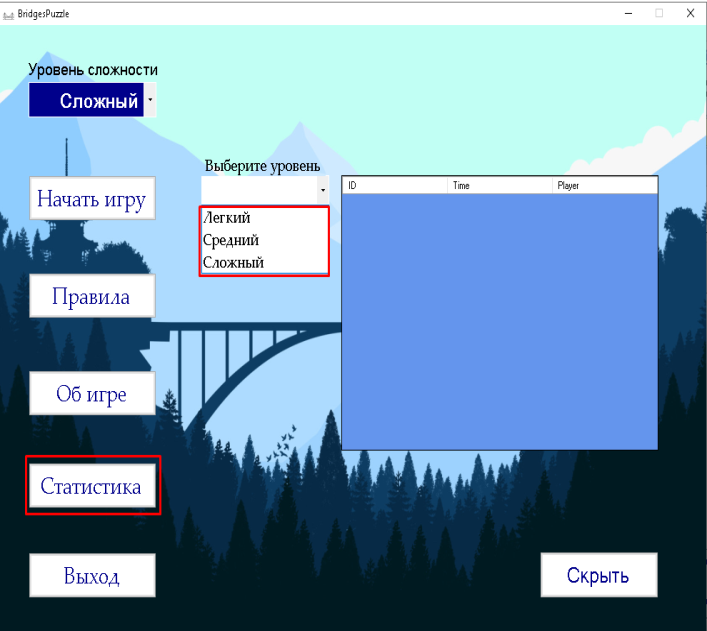 BridgesPuzzle
Уровень сложности
Сложный
Выберите уровень
Легкий
Средний
Сложный
ID Time Player
Начать игру
Правила
Об игре
Статистика
Выход
Скрыть